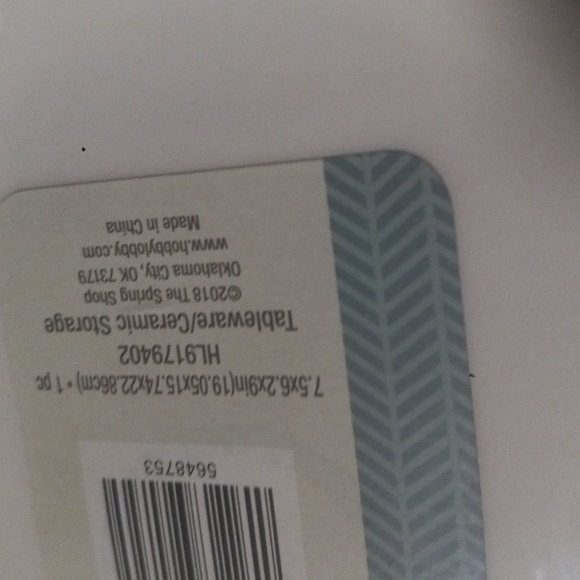 5648753
7.5x6.2x9in(19.05x15.74x22.86cm) • 1 pc
HL9179402
Tableware/Ceramic Storage
©2018 The Spring Shop
Oklahoma City, OK 73179
www.hobbylobby.com
Made in China